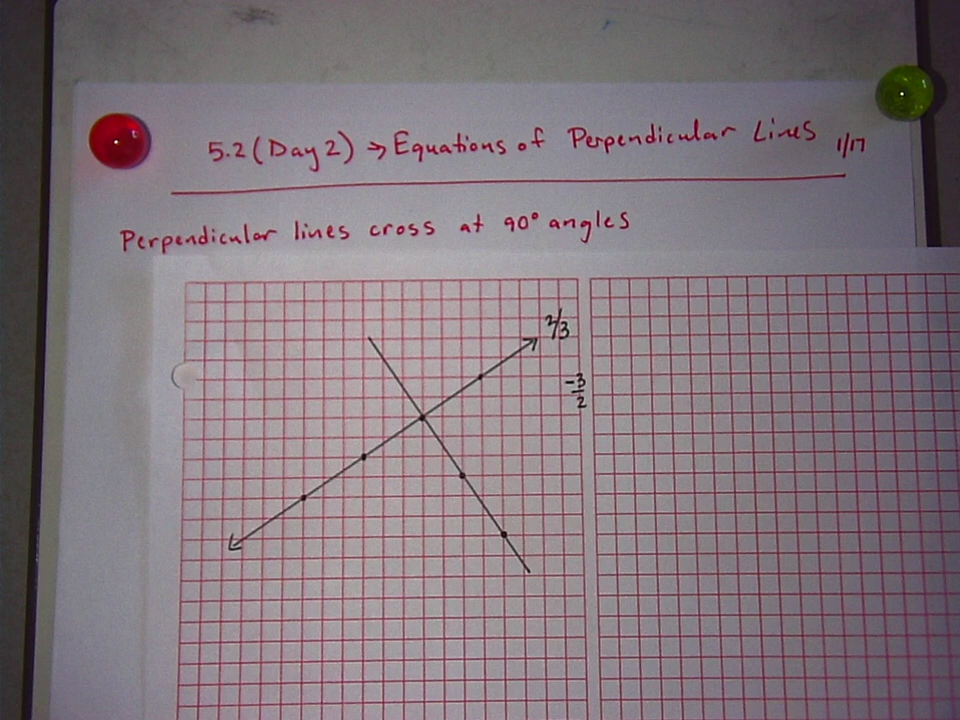 5.2 (Day 2) → Equations of Perpendicular Lines 1/17
Perpendicular lines cross at 90° angles
2/3
-3/2